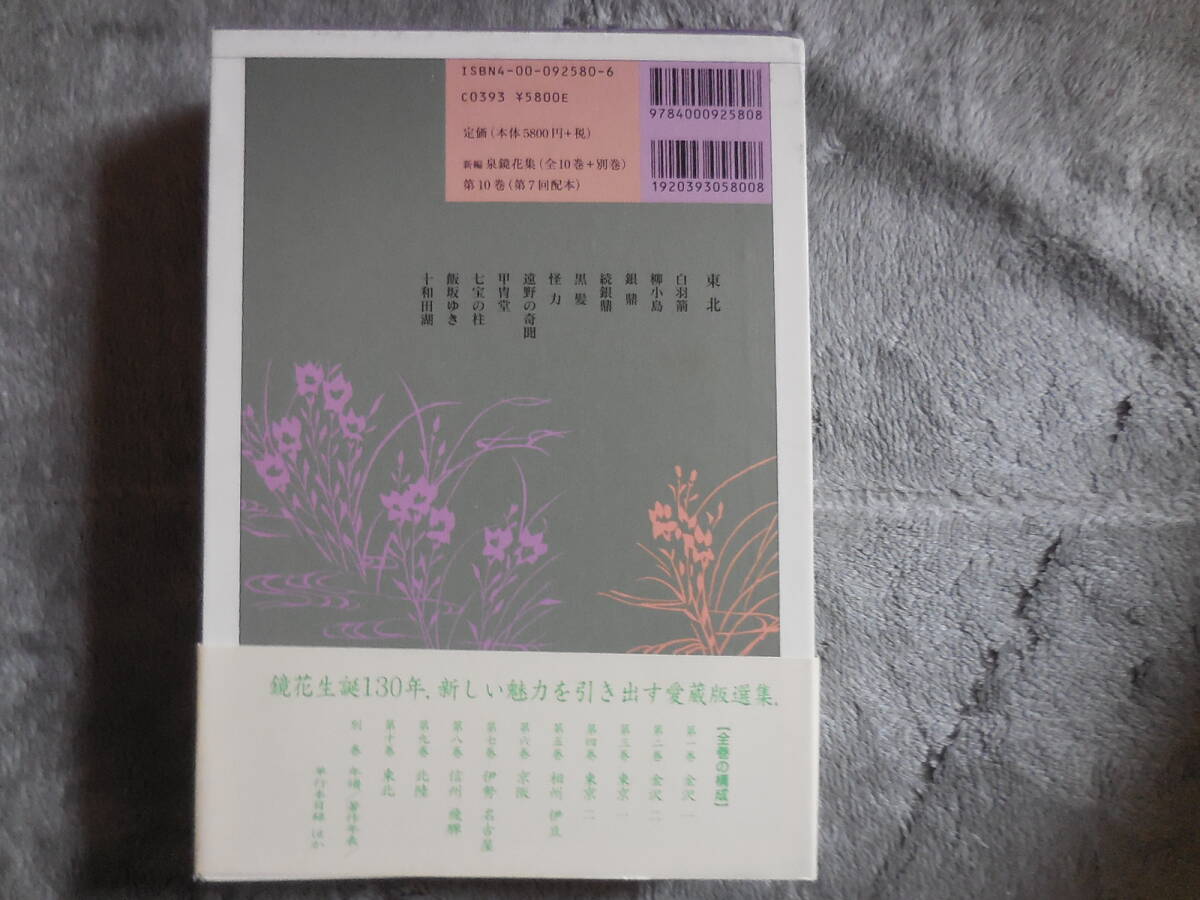 ISBN4-00-092580-6
C0393 ¥5800E
定価(本体5800円+税)
新編 泉鏡花集(全10巻+別巻)
第10巻(第7回配本)
9784000925808
1920393058008
東北
白羽箭
柳小島
銀鼎
続銀鼎
黒髪
怪力
遠野の奇聞
甲冑堂
七宝の柱
飯坂ゆき
十和田湖
鏡花生誕130年、新しい魅力を引き出す愛蔵版選集。
【全巻の構成】
第一巻 金沢 一
第二巻 金沢 二
第三巻 東京 一
第四巻 東京 二
第五巻 相州 伊豆
第六巻 京阪
第七巻 伊勢 名古屋
第八巻 信州 飛騨
第九巻 北陸
第十巻 東北
別巻 年譜/著作年表/
単行本目録 ほか